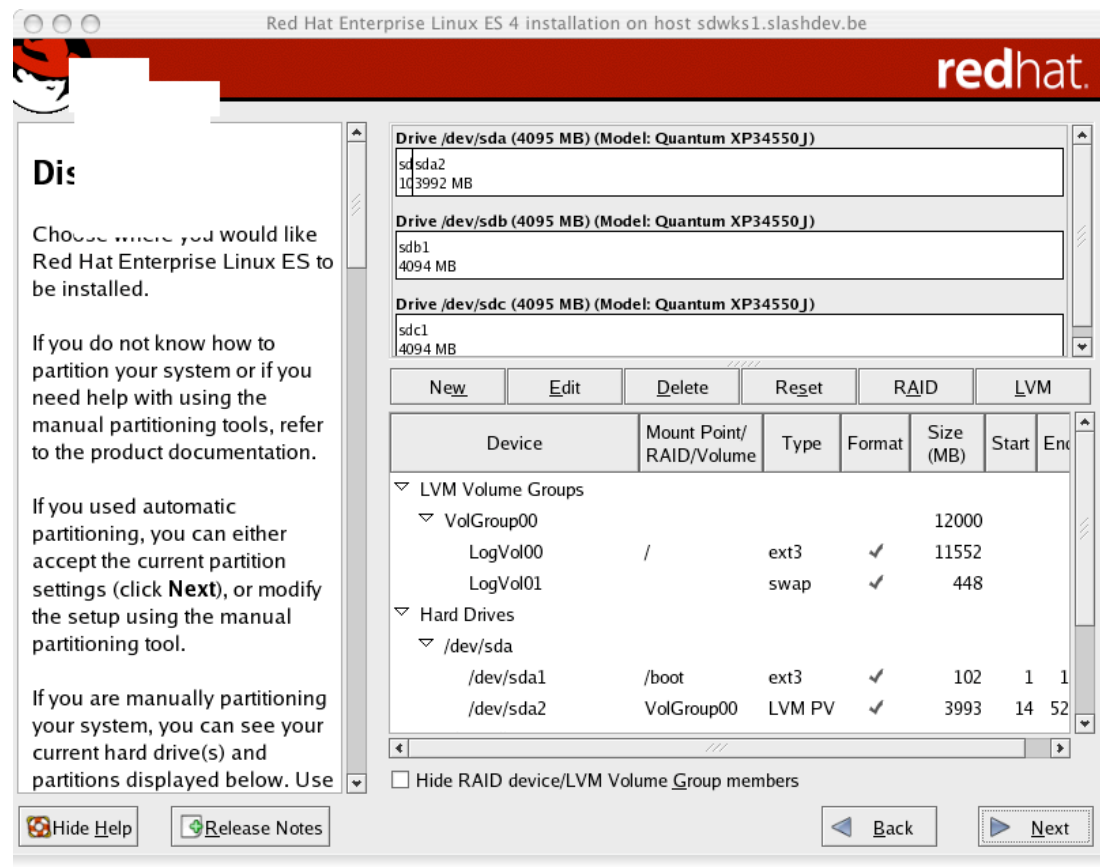 Red Hat Enterprise Linux ES 4 installation on host sdwks1.slashdev.be
redhat.
Choose where you would like
Red Hat Enterprise Linux ES to
be installed.
If you do not know how to
partition your system or if you
need help with using the
manual partitioning tools, refer
to the product documentation.
If you used automatic
partitioning, you can either
accept the current partition
settings (click Next), or modify
the setup using the manual
partitioning tool.
If you are manually partitioning
your system, you can see your
current hard drive(s) and
partitions displayed below. Use
Drive /dev/sda (4095 MB) (Model: Quantum XP34550J)
sd sda2
10 3992 MB
Drive /dev/sdb (4095 MB) (Model: Quantum XP34550J)
sdb1
4094 MB
Drive /dev/sdc (4095 MB) (Model: Quantum XP34550J)
sdc1
4094 MB
New Edit Delete Reset RAID LVM
Device Mount Point/ RAID/Volume Type Format Size (MB) Start
LVM Volume Groups
VolGroup00 12000
LogVol00 / ext3 11552
LogVol01 swap 448
Hard Drives
/dev/sda
/dev/sda1 /boot ext3 102 1 1
/dev/sda2 VolGroup00 LVM PV 3993 14 52
Hide RAID device/LVM Volume Group members
Hide Help Release Notes Back Next